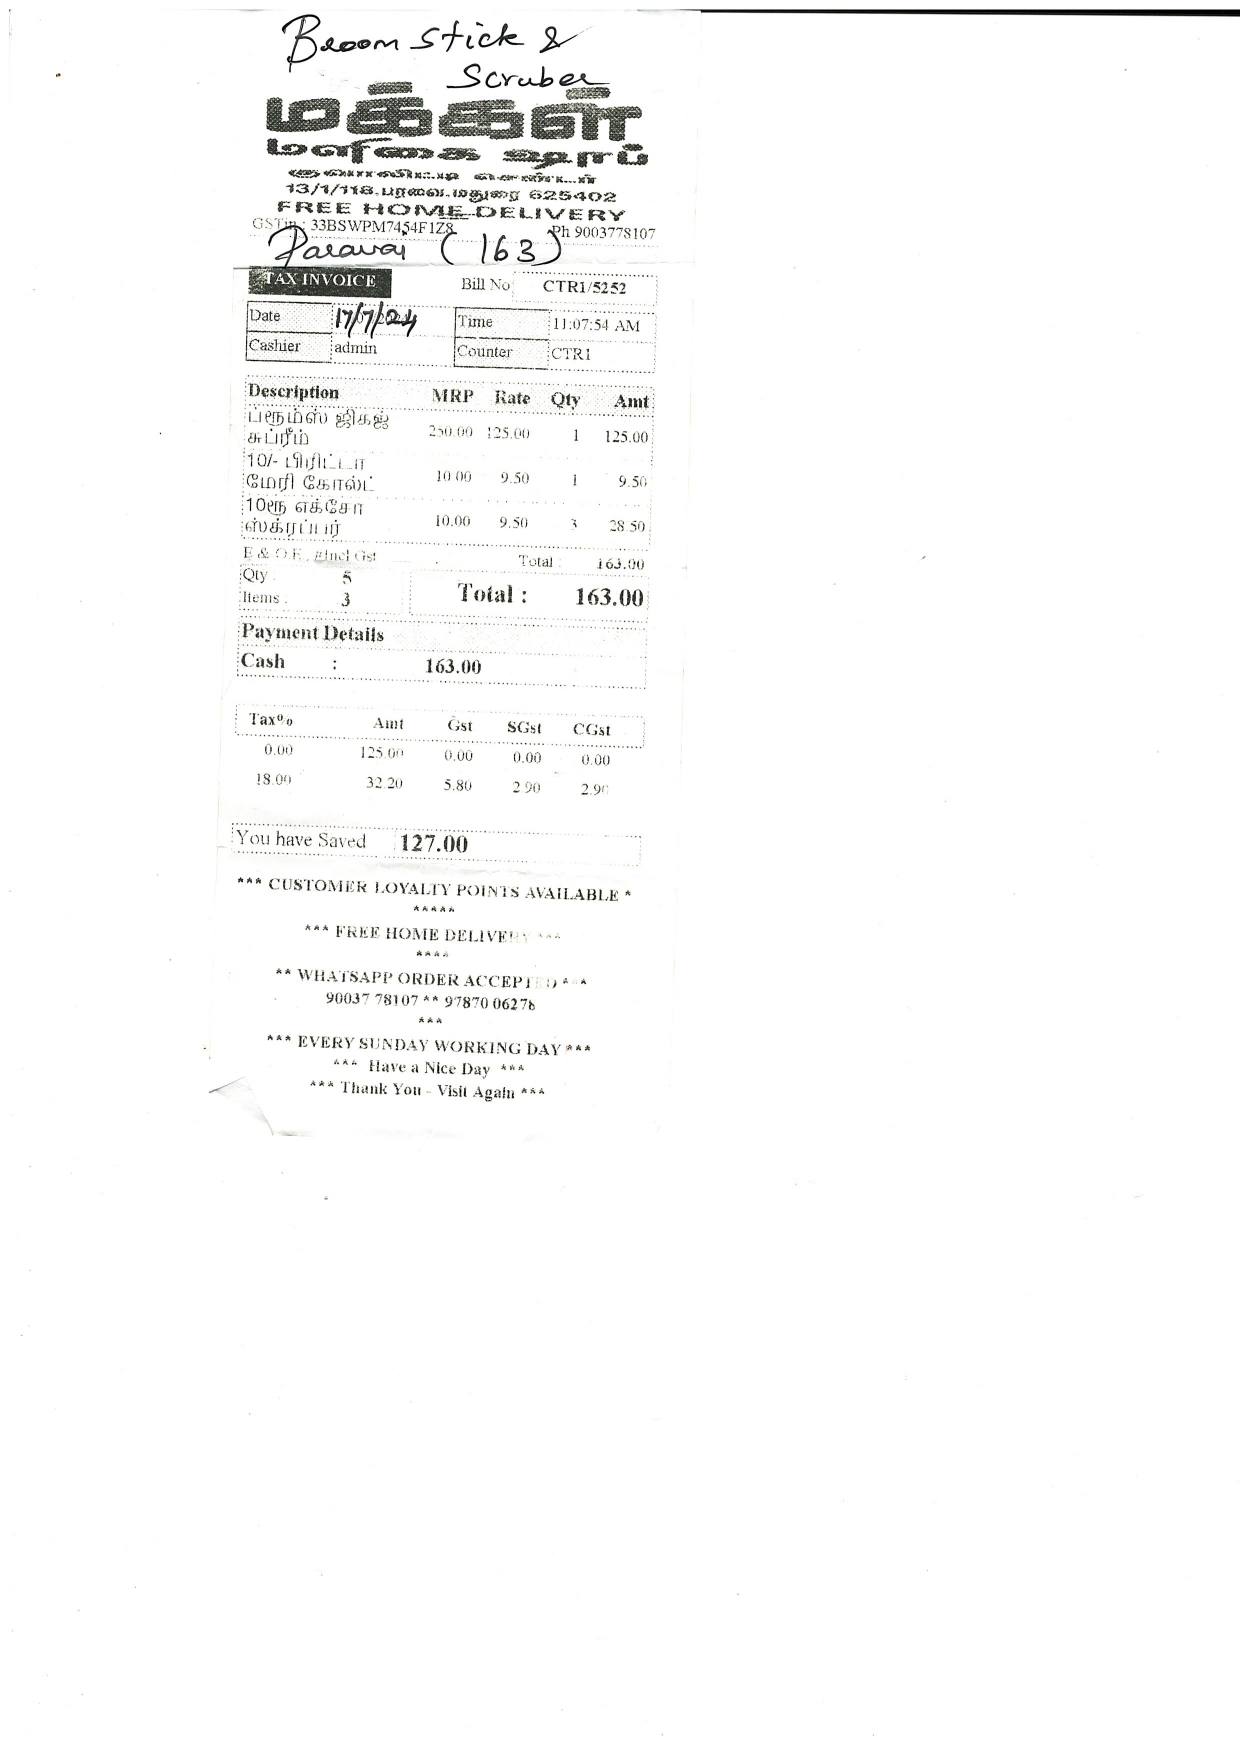 Broom stick &
Scruber
மக்கள்
மளிகை ஷாப்
13/1/118.பரவை.மதுரை 625402
FREE HOME DELIVERY
GSTin : 33BSWPM7454F1Z8 Ph 9003778107
Paravai (163)
TAX INVOICE Bill No CTR1/5252
Date 17/7/24 Time 11:07:54 AM
Cashier admin Counter CTR1
Description MRP Rate Qty Amt
ப்ரூம்ஸ் ஜிகஜ்
சுப்ரீம் 250.00 125.00 1 125.00
10/- பிரிட்டா
மேரி கோல்ட் 10.00 9.50 1 9.50
10ரூ எக்சோ
ஸ்க்ரப்பர் 10.00 9.50 3 28.50
E & O.E, #Incl Gst Total : 163.00
Qty : 5
Items : 3 Total : 163.00
Payment Details
Cash : 163.00
Tax% Amt Gst SGst CGst
0.00 125.00 0.00 0.00 0.00
18.00 32.20 5.80 2.90 2.90
You have Saved 127.00
*** CUSTOMER LOYALTY POINTS AVAILABLE *
*****
*** FREE HOME DELIVERY ***
****
** WHATSAPP ORDER ACCEPTED ***
90037 78107 ** 97870 06276
***
*** EVERY SUNDAY WORKING DAY ***
*** Have a Nice Day ***
*** Thank You - Visit Again ***